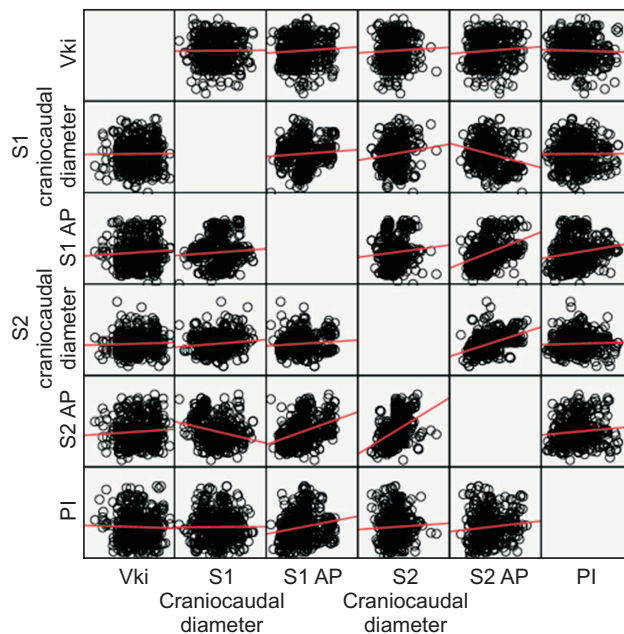 Vki
S1
craniocaudal
diameter
S1 AP
S2
craniocaudal
diameter
S2 AP
PI
Vki
S1
Craniocaudal
diameter
S1 AP
S2
Craniocaudal
diameter
S2 AP
PI